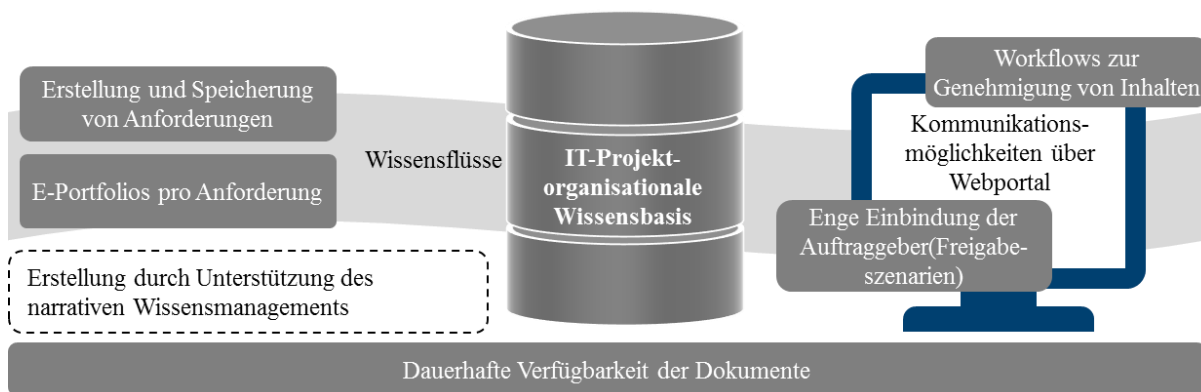 Erstellung und Speicherung
von Anforderungen
E-Portfolios pro Anforderung
Erstellung durch Unterstützung des
narrativen Wissensmanagements
Wissensflüsse
IT-Projekt-
organisationale
Wissensbasis
Workflows zur
Genehmigung von Inhalten
Kommunikations-
möglichkeiten über
Webportal
Enge Einbindung der
Auftraggeber(Freigabe-
szenarien)
Dauerhafte Verfügbarkeit der Dokumente